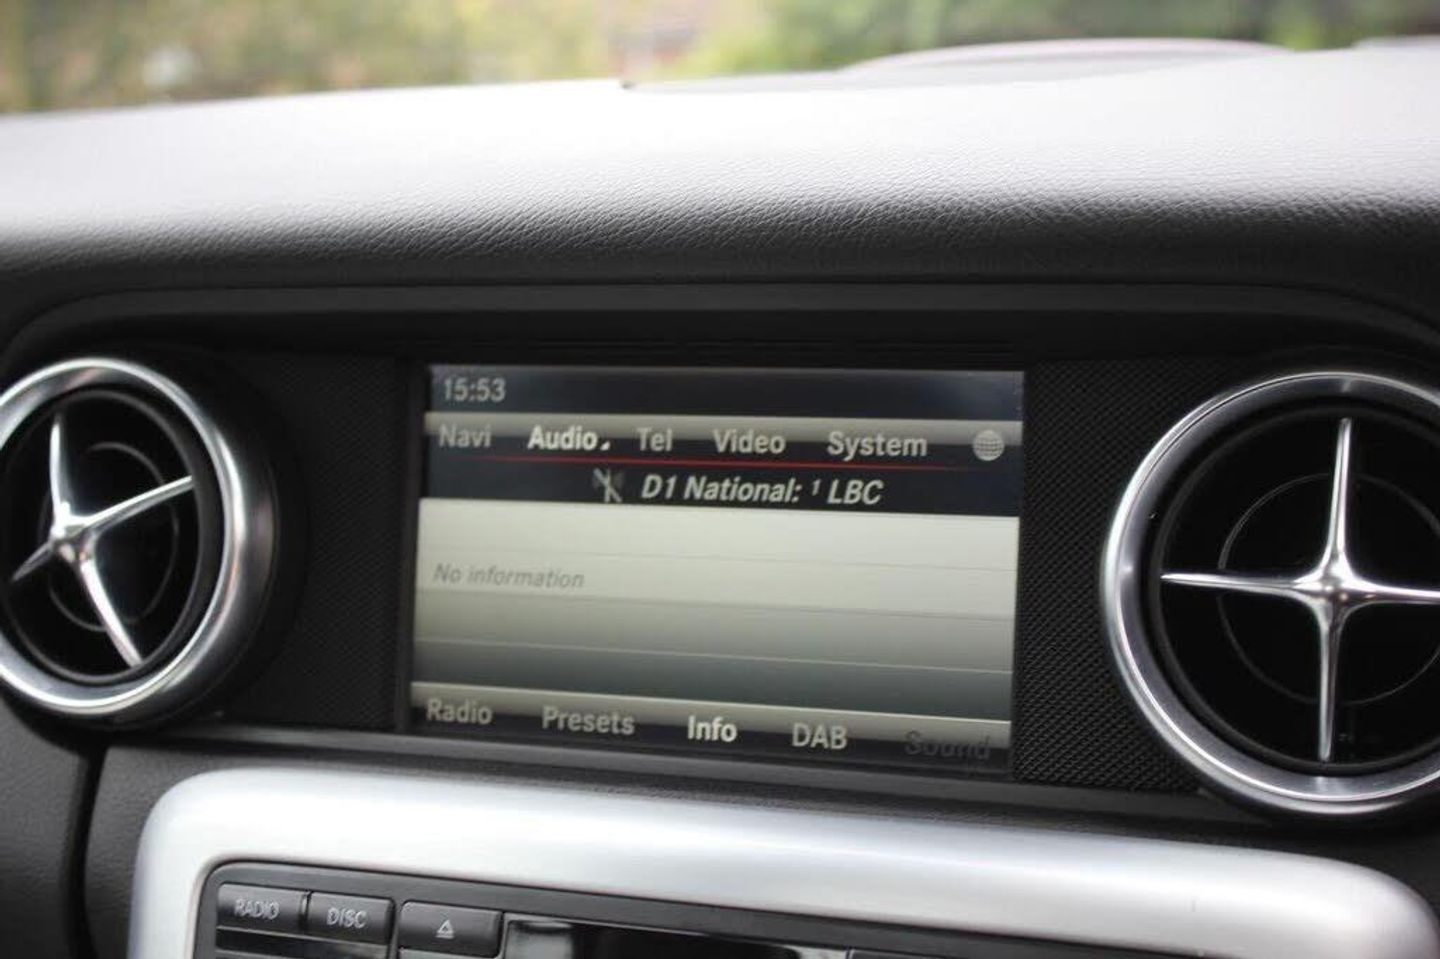 15:53
Navi Audio Tel Video System
D1 National: ¹ LBC
No information
Radio Presets Info DAB Sound
RADIO DISC